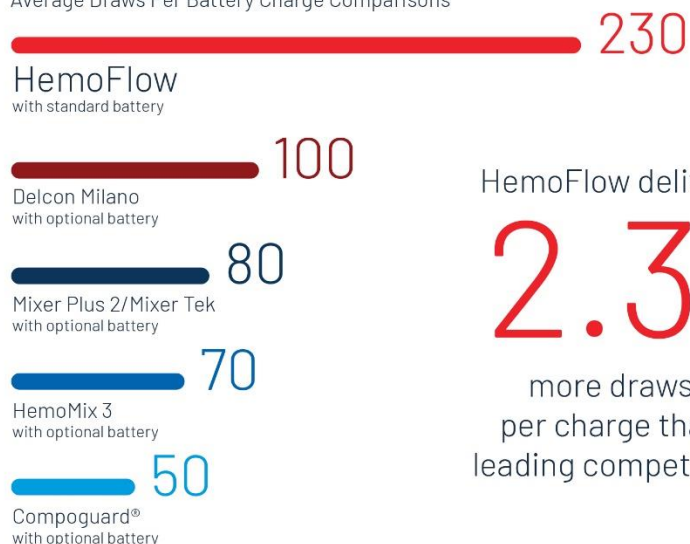 Average Draws Per Battery Charge Comparisons
230
HemoFlow
with standard battery
100
Delcon Milano
with optional battery
80
Mixer Plus 2/Mixer Tek
with optional battery
70
HemoMix 3
with optional battery
50
Compoguard®
with optional battery
HemoFlow deli
2.3
more draws
per charge tha
leading compet